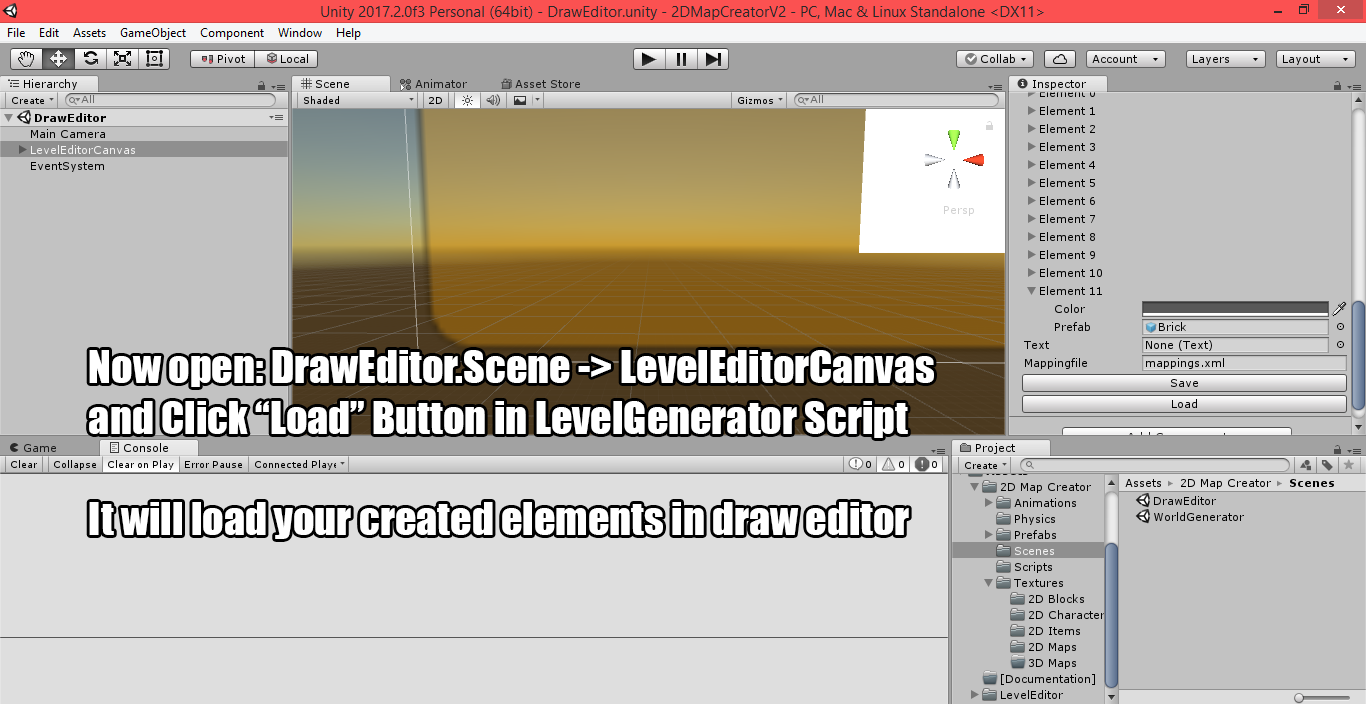 Unity 2017.2.0f3 Personal (64bit) - DrawEditor.unity - 2DMapCreatorV2 - PC, Mac & Linux Standalone <DX11>
File Edit Assets GameObject Component Window Help
Pivot Local Collab Account Layers Layout
Hierarchy
Create All
DrawEditor
Main Camera
LevelEditorCanvas
EventSystem
Scene Animator Asset Store
Shaded 2D Gizmos All
Persp
Inspector
Element 0
Element 1
Element 2
Element 3
Element 4
Element 5
Element 6
Element 7
Element 8
Element 9
Element 10
Element 11
Color
Prefab Brick
Text None (Text)
Mappingfile mappings.xml
Save
Load
Now open: DrawEditor.Scene -> LevelEditorCanvas
and Click “Load” Button in LevelGenerator Script
Game Console
Clear Collapse Clear on Play Error Pause Connected Playe 0 0 0
It will load your created elements in draw editor
Project
Create
2D Map Creator
Animations
Physics
Prefabs
Scenes
Scripts
Textures
2D Blocks
2D Character
2D Items
2D Maps
3D Maps
[Documentation]
LevelEditor
Assets 2D Map Creator Scenes
DrawEditor
WorldGenerator